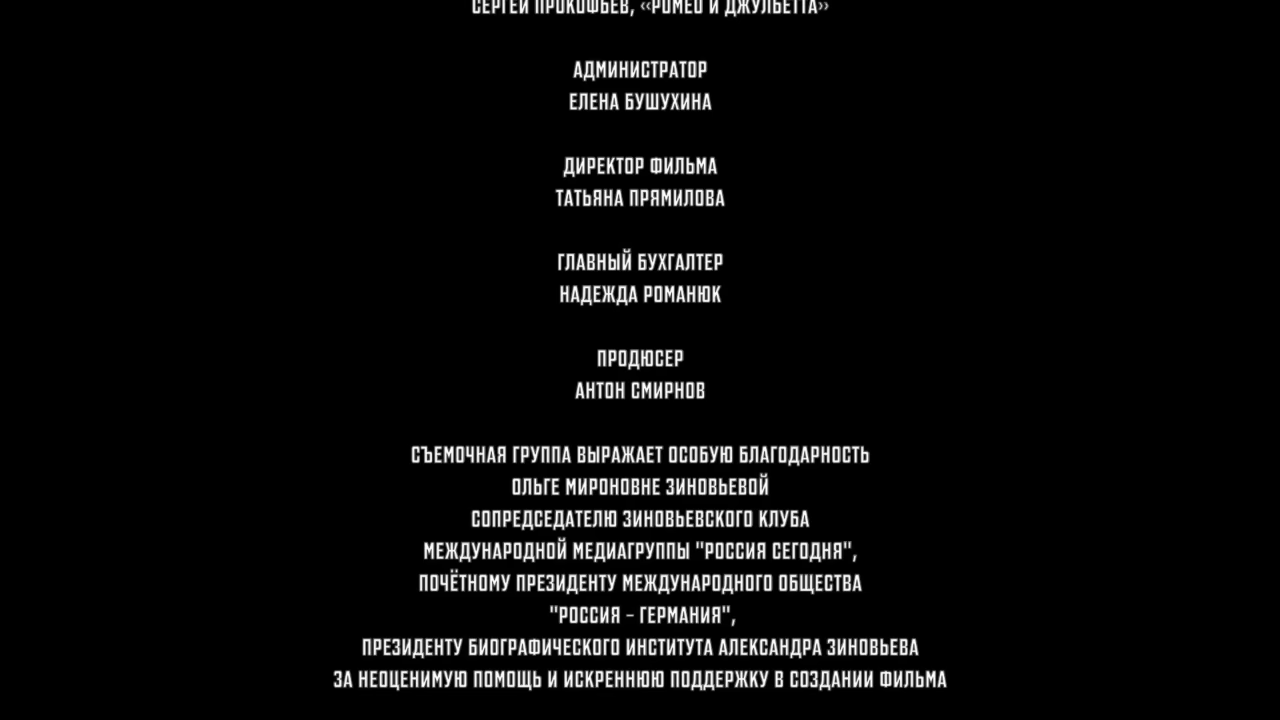 СЕРГЕЙ ПРОКОФЬЕВ, «РОМЕО И ДЖУЛЬЕТТА»
АДМИНИСТРАТОР
ЕЛЕНА БУШУХИНА
ДИРЕКТОР ФИЛЬМА
ТАТЬЯНА ПРЯМИЛОВА
ГЛАВНЫЙ БУХГАЛТЕР
НАДЕЖДА РОМАНЮК
ПРОДЮСЕР
АНТОН СМИРНОВ
СЪЕМОЧНАЯ ГРУППА ВЫРАЖАЕТ ОСОБУЮ БЛАГОДАРНОСТЬ
ОЛЬГЕ МИРОНОВНЕ ЗИНОВЬЕВОЙ
СОПРЕДСЕДАТЕЛЮ ЗИНОВЬЕВСКОГО КЛУБА
МЕЖДУНАРОДНОЙ МЕДИАГРУППЫ "РОССИЯ СЕГОДНЯ",
ПОЧЁТНОМУ ПРЕЗИДЕНТУ МЕЖДУНАРОДНОГО ОБЩЕСТВА
"РОССИЯ - ГЕРМАНИЯ",
ПРЕЗИДЕНТУ БИОГРАФИЧЕСКОГО ИНСТИТУТА АЛЕКСАНДРА ЗИНОВЬЕВА
ЗА НЕОЦЕНИМУЮ ПОМОЩЬ И ИСКРЕННЮЮ ПОДДЕРЖКУ В СОЗДАНИИ ФИЛЬМА